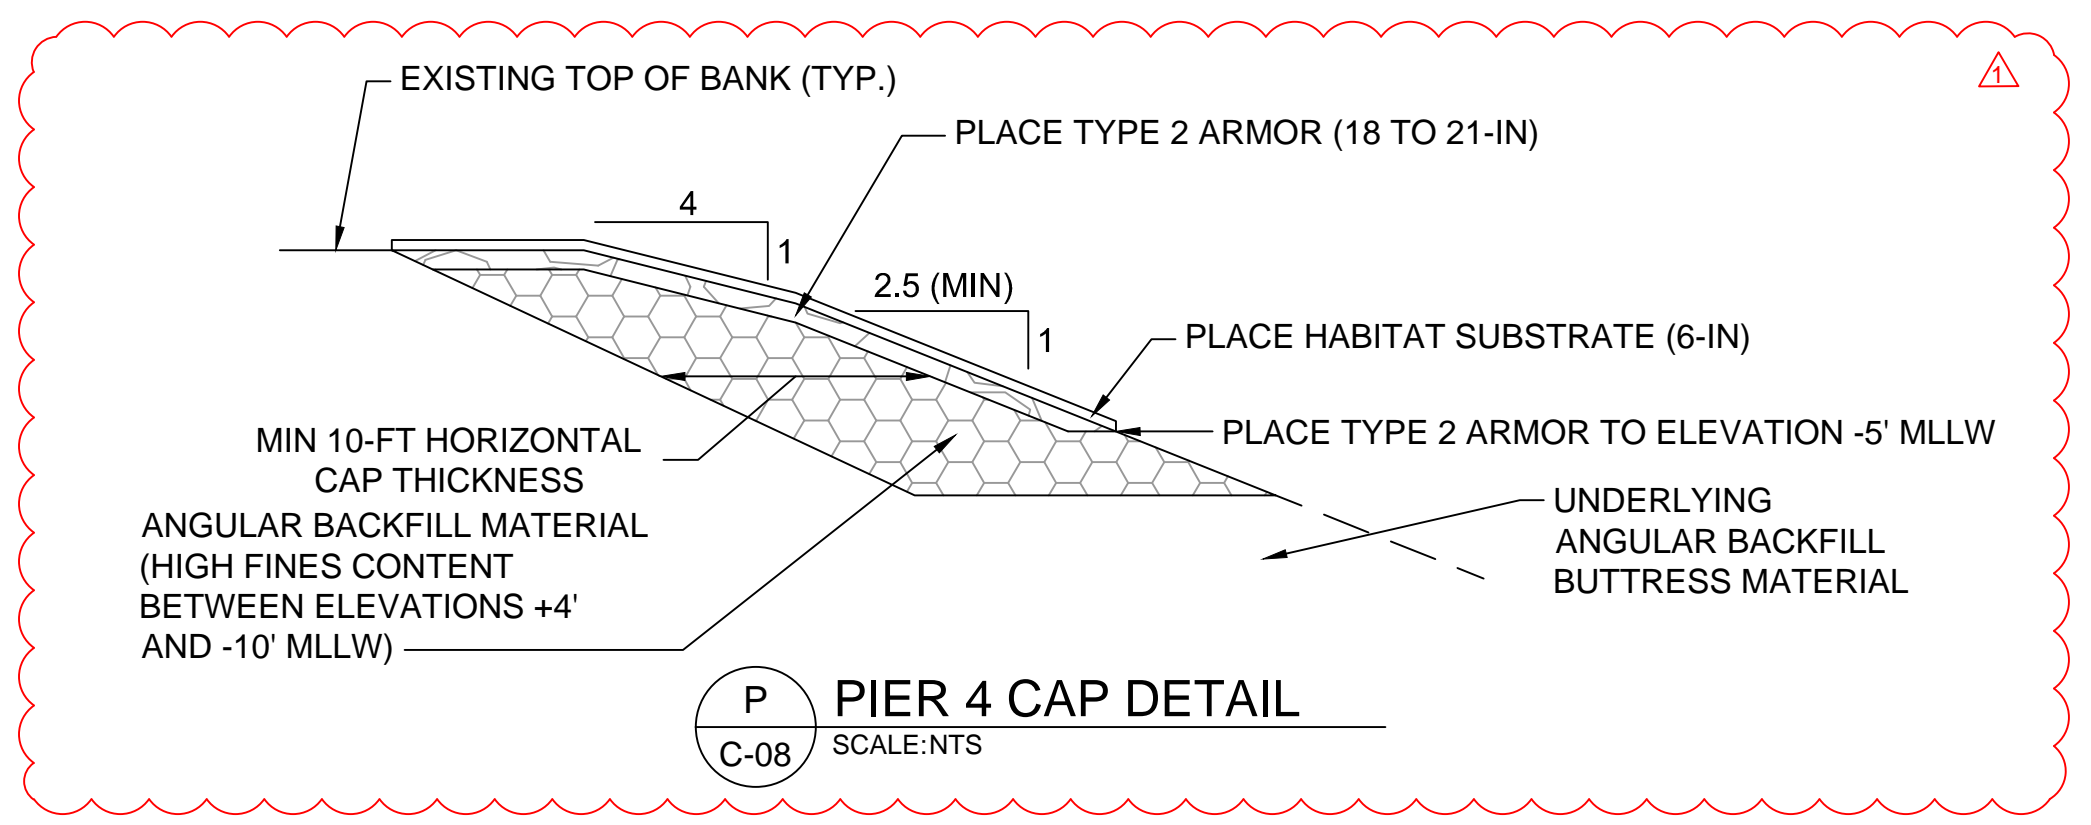 EXISTING TOP OF BANK (TYP.)
1
PLACE TYPE 2 ARMOR (18 TO 21-IN)
4
1
2.5 (MIN)
1
PLACE HABITAT SUBSTRATE (6-IN)
PLACE TYPE 2 ARMOR TO ELEVATION -5' MLLW
MIN 10-FT HORIZONTAL
CAP THICKNESS
UNDERLYING
ANGULAR BACKFILL
BUTTRESS MATERIAL
ANGULAR BACKFILL MATERIAL
(HIGH FINES CONTENT
BETWEEN ELEVATIONS +4'
AND -10' MLLW)
P
C-08
PIER 4 CAP DETAIL
SCALE:NTS